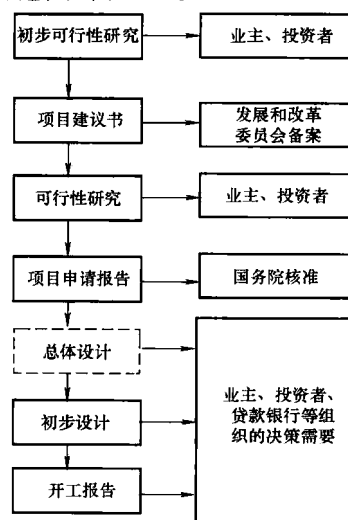 初步可行性研究
业主、投资者
项目建议书
发展和改革
委员会备案
可行性研究
业主、投资者
项目申请报告
国务院核准
总体设计
初步设计
开工报告
业主、投资者、
贷款银行等组
织的决策需要